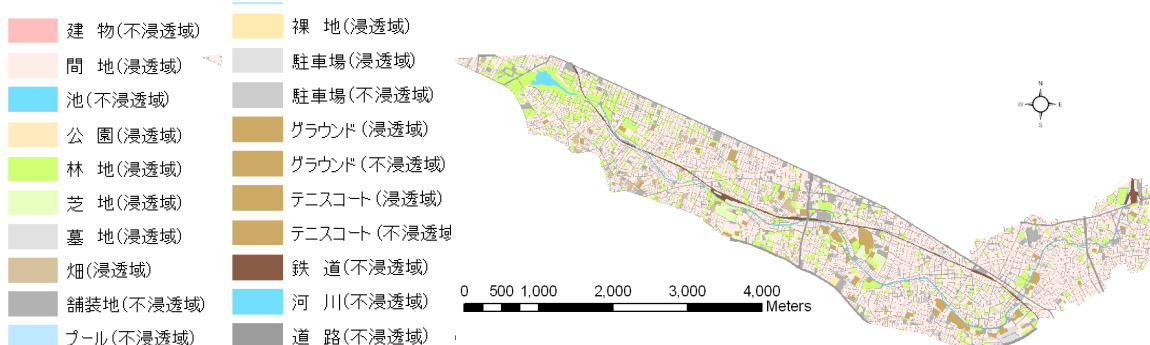 建 物(不浸透域)
間 地(浸透域)
池(不浸透域)
公 園(浸透域)
林 地(浸透域)
芝 地(浸透域)
墓 地(浸透域)
畑(浸透域)
舗装地(不浸透域)
プール(不浸透域)
裸 地(浸透域)
駐車場(浸透域)
駐車場(不浸透域)
グラウンド(浸透域)
グラウンド(不浸透域)
テニスコート(浸透域)
テニスコート(不浸透域
鉄 道(不浸透域)
河 川(不浸透域)
道 路(不浸透域)
0 500 1,000 2,000 3,000 4,000
Meters
N
W E
S